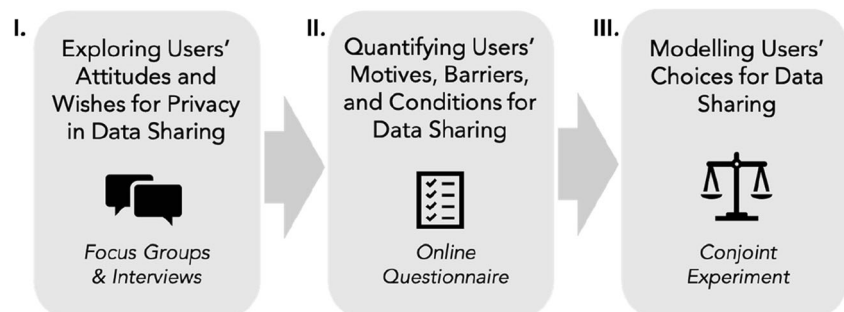 I.
Exploring Users'
Attitudes and
Wishes for Privacy
in Data Sharing
Focus Groups
& Interviews
II.
Quantifying Users'
Motives, Barriers,
and Conditions for
Data Sharing
Online
Questionnaire
III.
Modelling Users'
Choices for Data
Sharing
Conjoint
Experiment